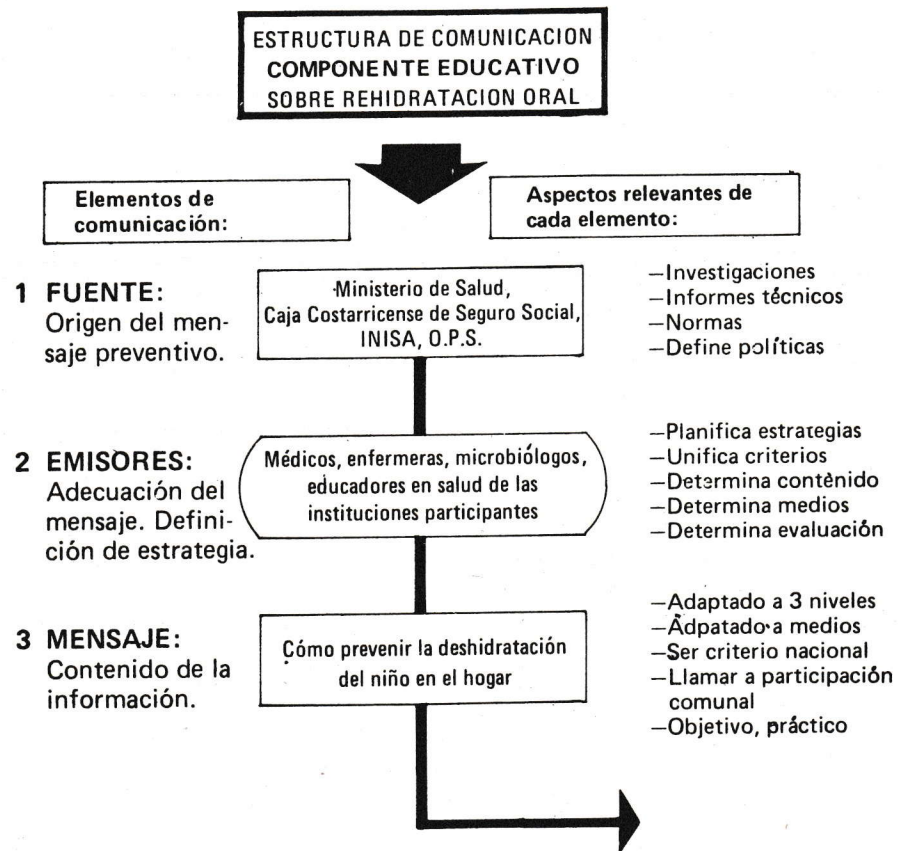 ESTRUCTURA DE COMUNICACION
COMPONENTE EDUCATIVO
SOBRE REHIDRATACION ORAL
Elementos de
comunicación:
Aspectos relevantes de
cada elemento:
1 FUENTE:
Origen del men-
saje preventivo.
Ministerio de Salud,
Caja Costarricense de Seguro Social,
INISA, O.P.S.
—Investigaciones
—Informes técnicos
—Normas
—Define políticas
2 EMISORES:
Adecuación del
mensaje. Defini-
ción de estrategia.
Médicos, enfermeras, microbiólogos,
educadores en salud de las
instituciones participantes
—Planifica estrategias
—Unifica criterios
—Determina contenido
—Determina medios
—Determina evaluación
3 MENSAJE:
Contenido de la
información.
Cómo prevenir la deshidratación
del niño en el hogar
—Adaptado a 3 niveles
—Adpatado a medios
—Ser criterio nacional
—Llamar a participación
comunal
—Objetivo, práctico